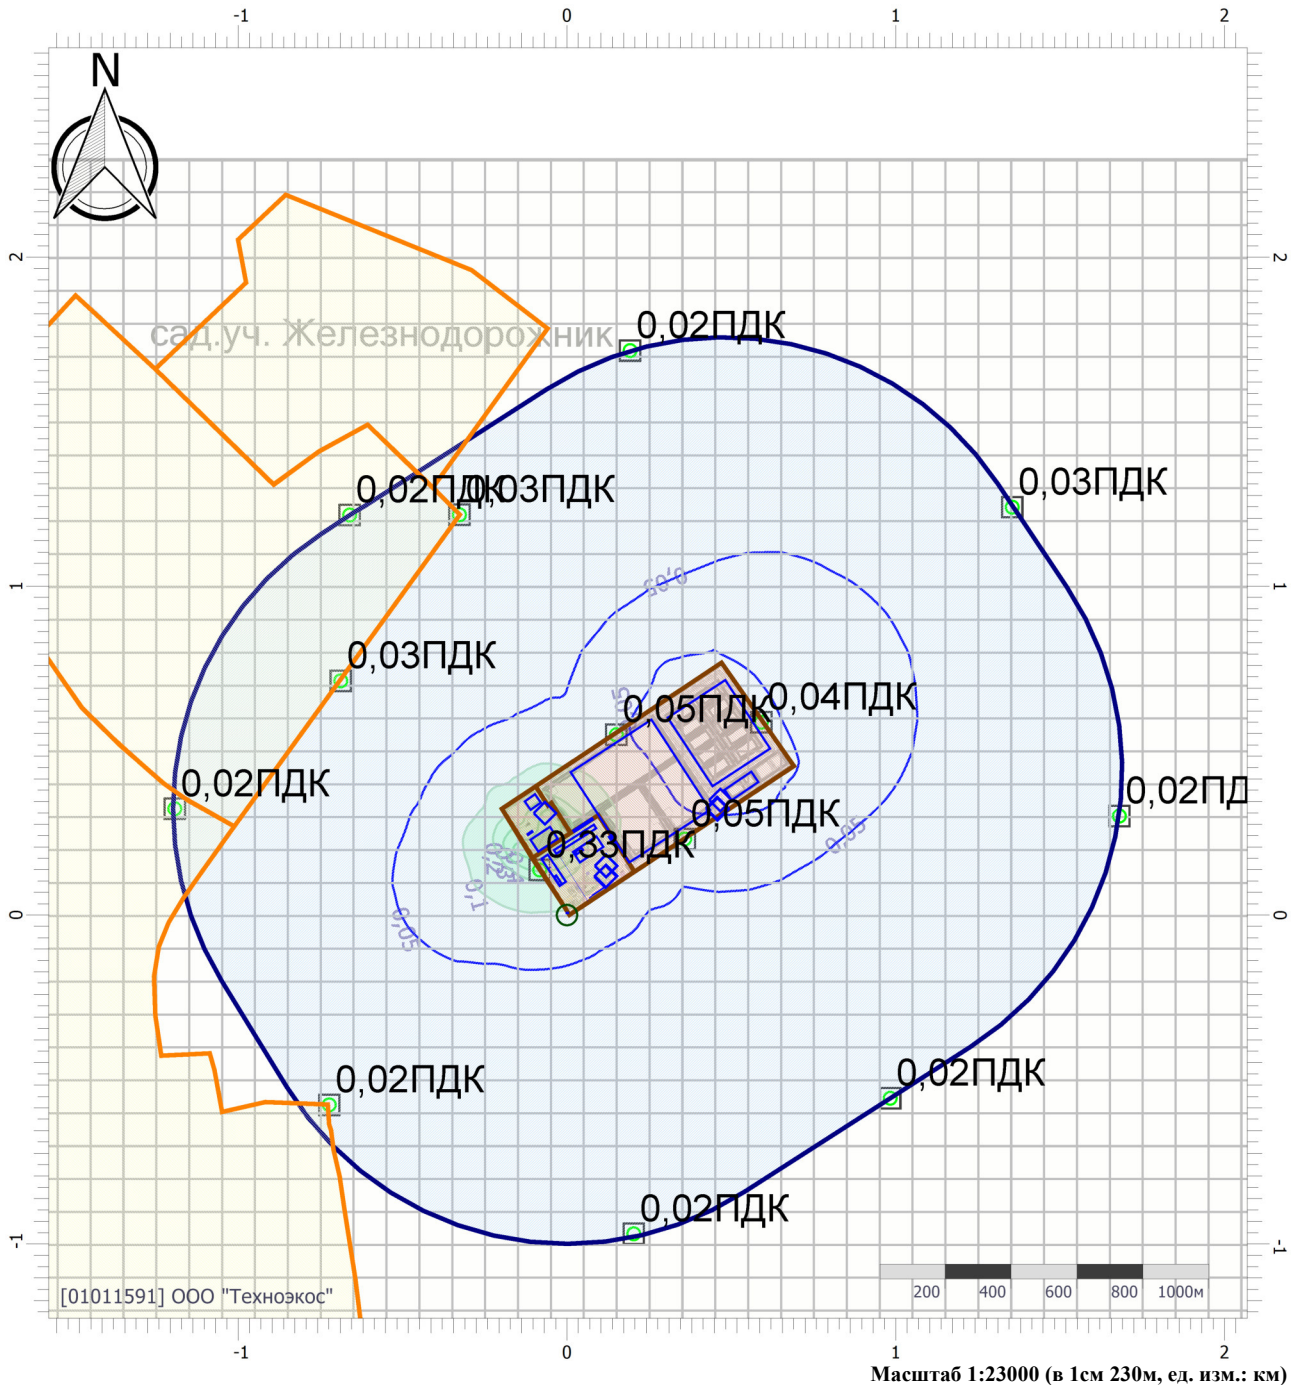 -1 0 1 2
N
2 2
сад.уч. Железнодорожник
0,02ПДК
0,02ПДК
0,03ПДК
0,03ПДК
1 1
0,05
0,03ПДК
0,05
0,05ПДК
0,04ПДК
0,02ПДК
0,02ПД
0,05ПДК
0,05
0,33ПДК
0,1
0,05
0 0
0,02ПДК
0,02ПДК
0,02ПДК
-1 -1
200 400 600 800 1000м
[01011591] ООО "Техноэкос"
-1 0 1 2
Масштаб 1:23000 (в 1см 230м, ед. изм.: км)